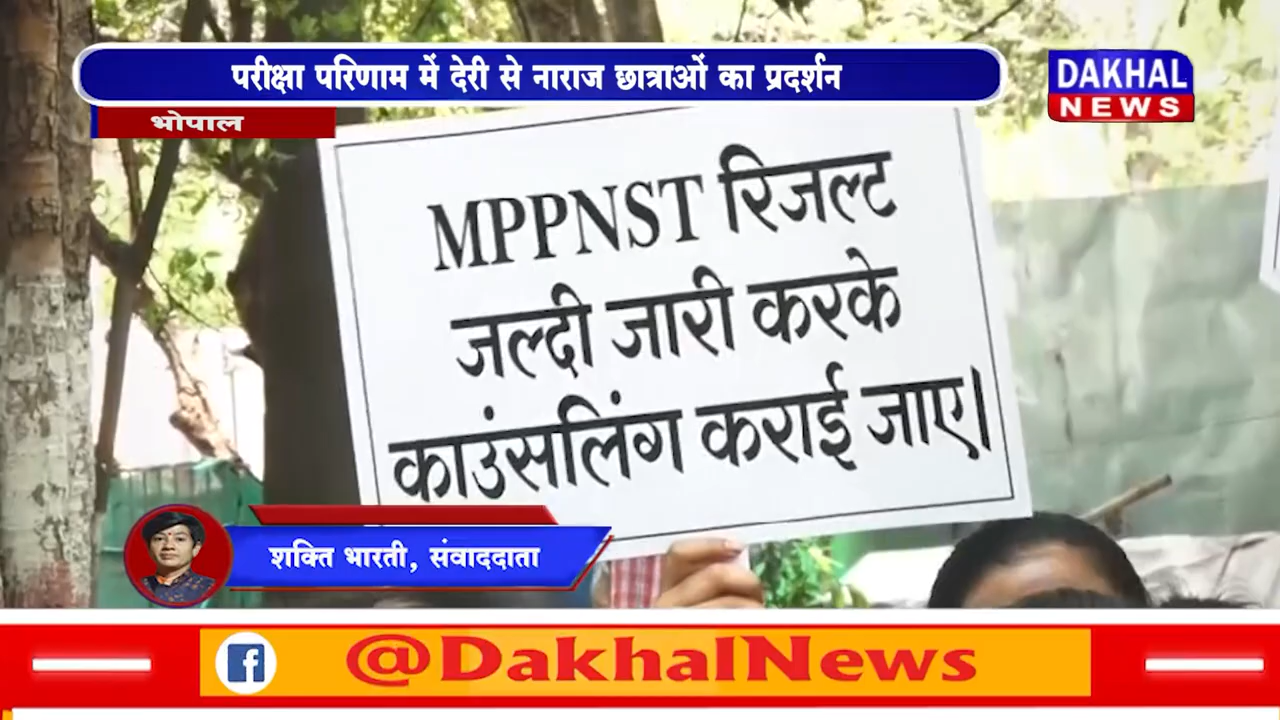 परीक्षा परिणाम में देरी से नाराज छात्राओं का प्रदर्शन
DAKHAL
NEWS
भोपाल
MPPNST रिजल्ट
जल्दी जारी करके
काउंसलिंग कराई जाए।
शक्ति भारती, संवाददाता
@DakhalNews